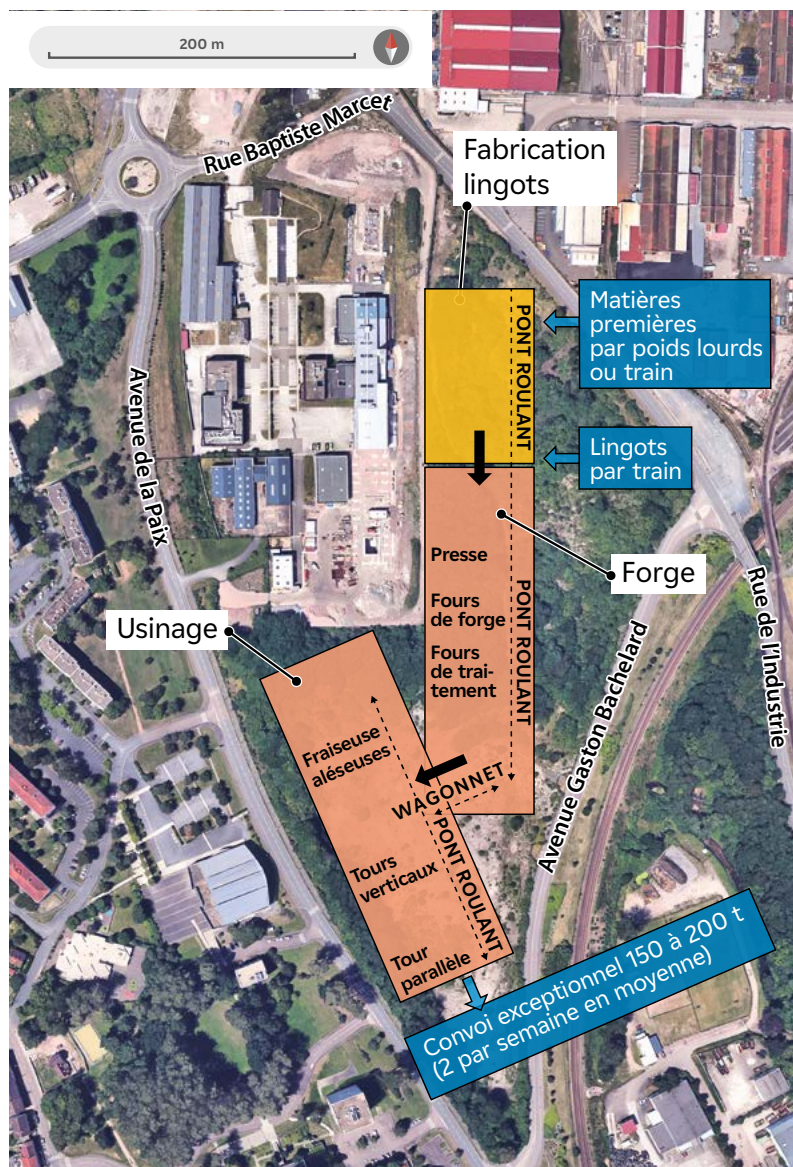 200 m
Rue Baptiste Marcet
Fabrication
lingots
Matières
premières
par poids lourds
ou train
PONT ROULANT
Avenue de la Paix
Lingots
par train
Presse
Forge
Fours
de forge
PONT ROULANT
Rue de l'Industrie
Usinage
Fours
de trai-
tement
Avenue Gaston Bachelard
Fraiseuse
aléseuses
WAGONNET
PONT ROULANT
Tours
verticaux
Tour
parallèle
Convoi exceptionnel 150 à 200 t
(2 par semaine en moyenne)